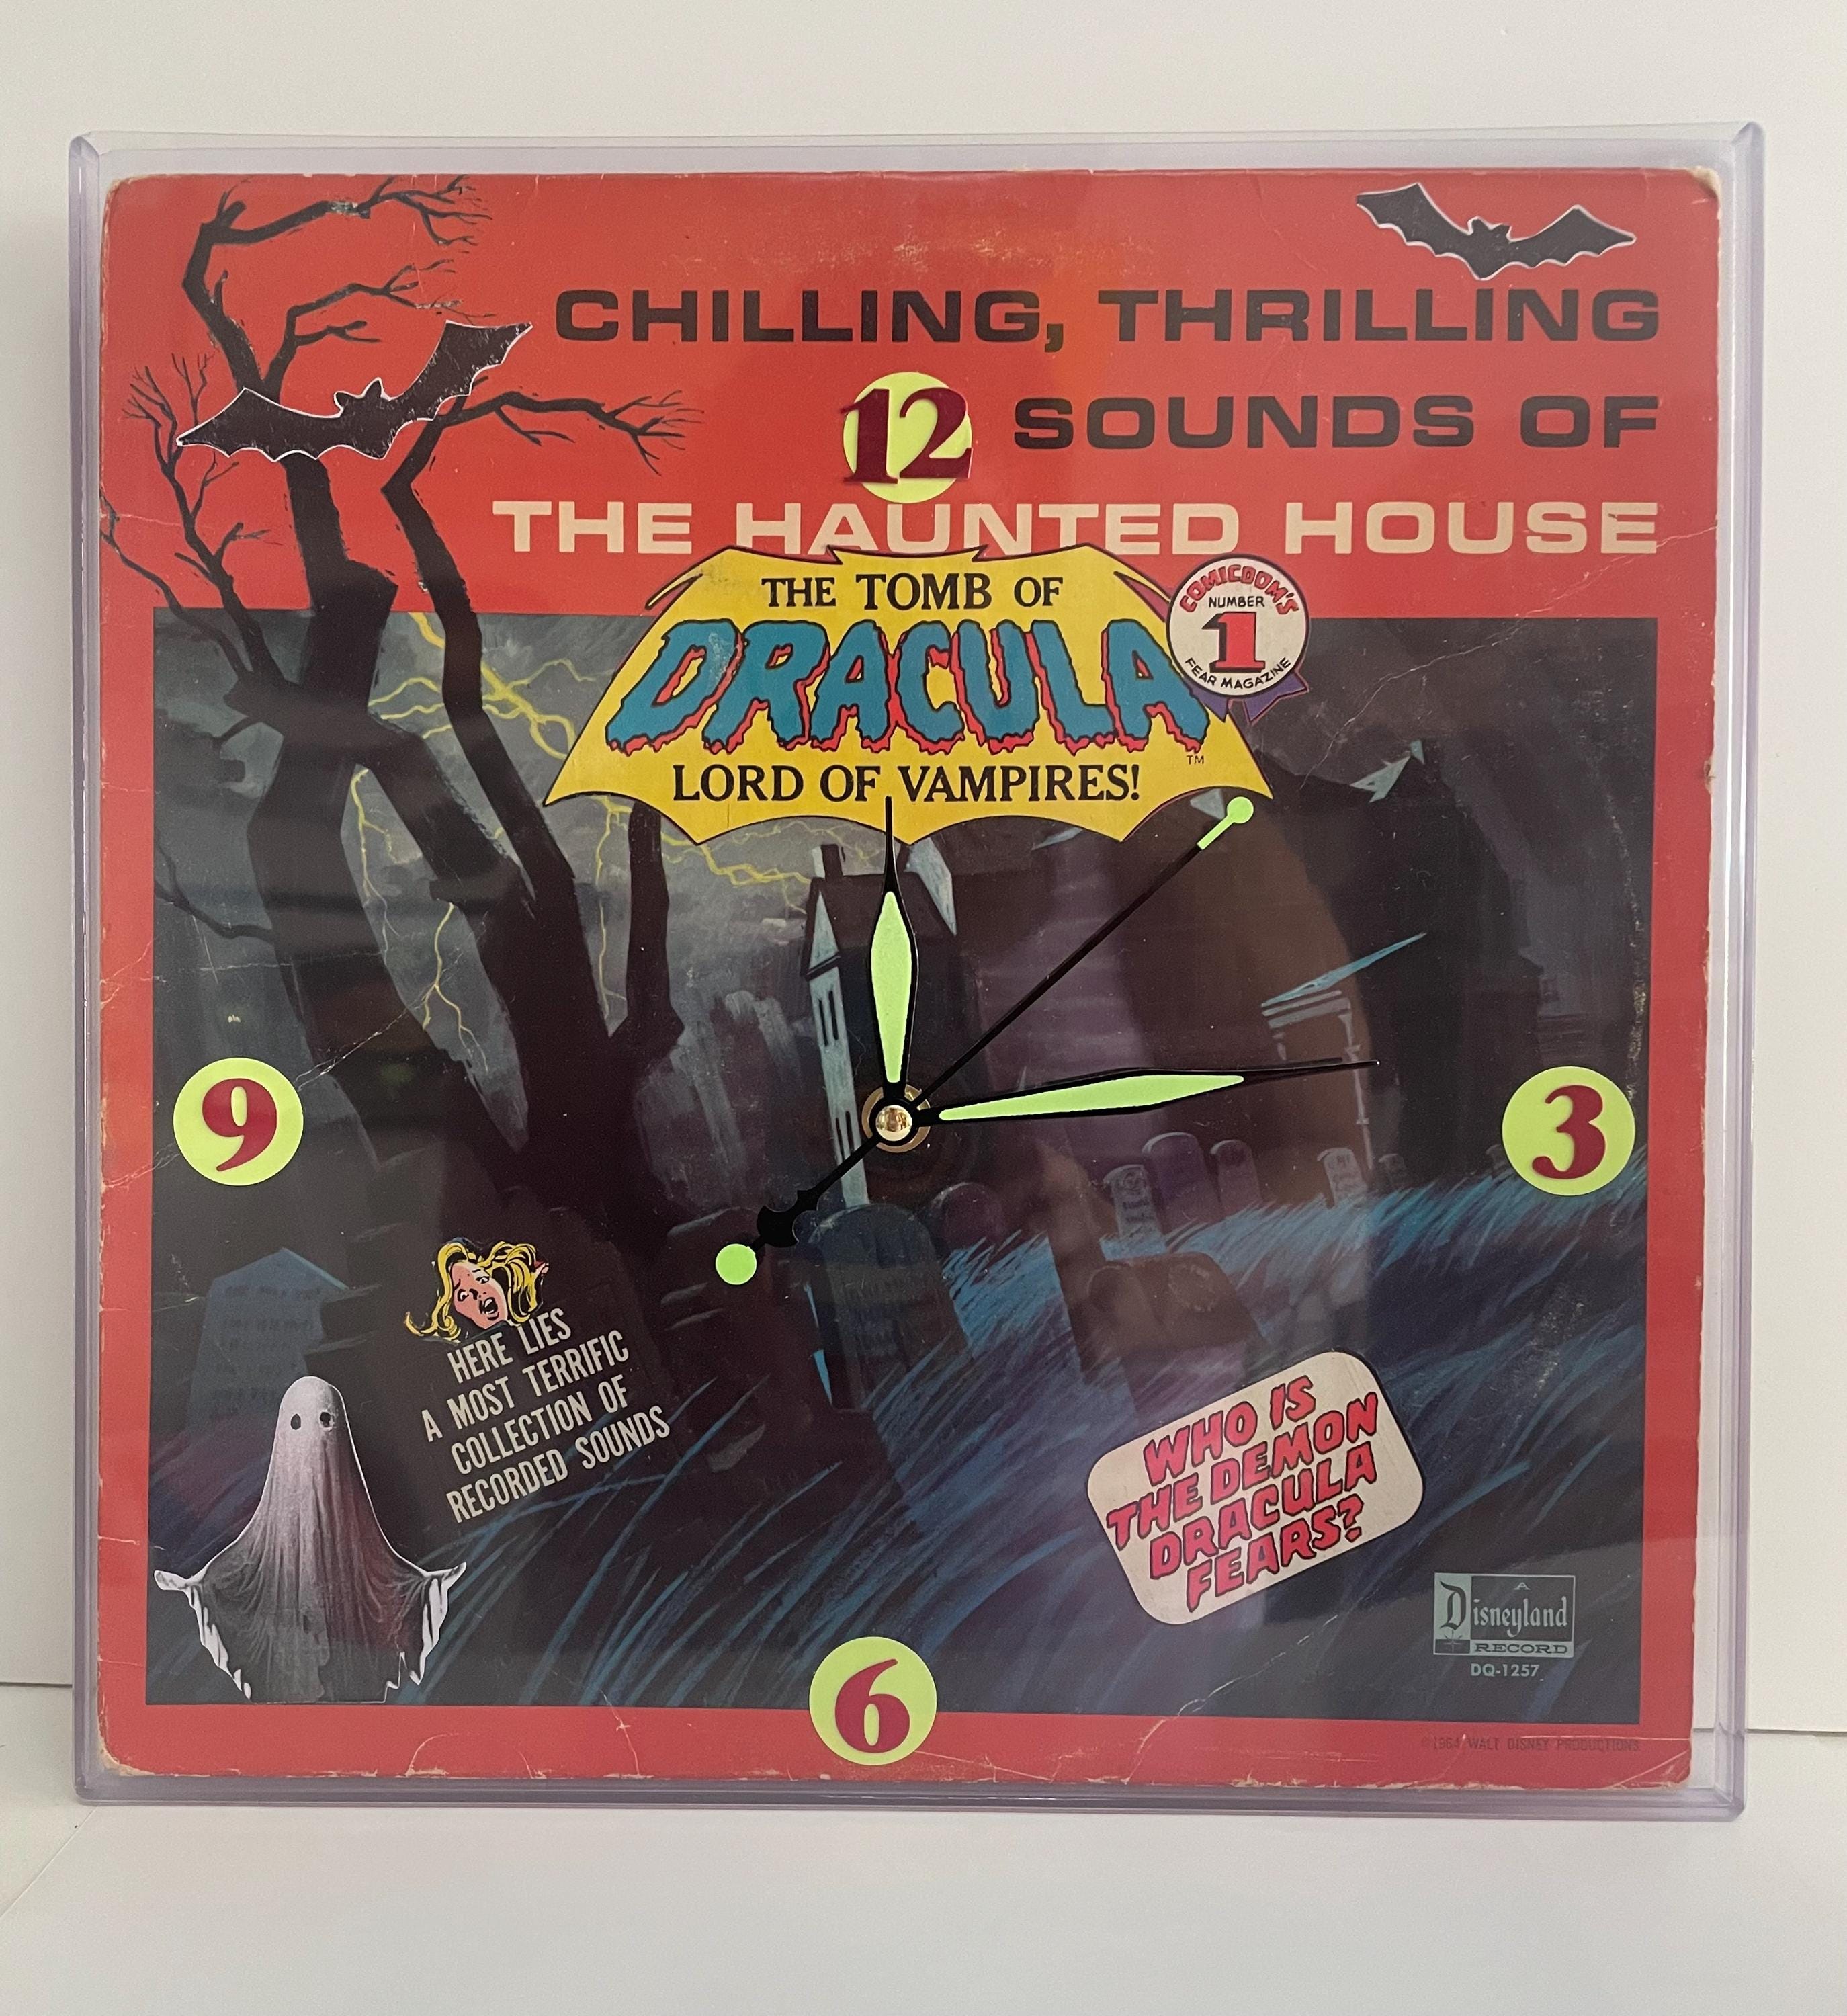 CHILLING, THRILLING
12
SOUNDS OF
THE HAUNTED HOUSE
THE TOMB OF
DRACULA
TM
LORD OF VAMPIRES!
COMICDOM'S
NUMBER
1
FEAR MAGAZINE
9
3
HERE LIES
A MOST TERRIFIC
COLLECTION OF
RECORDED SOUNDS
WHO IS
THE DEMON
DRACULA
FEARS?
A
Disneyland
RECORD
DQ-1257
6
©1964 WALT DISNEY PRODUCTIONS